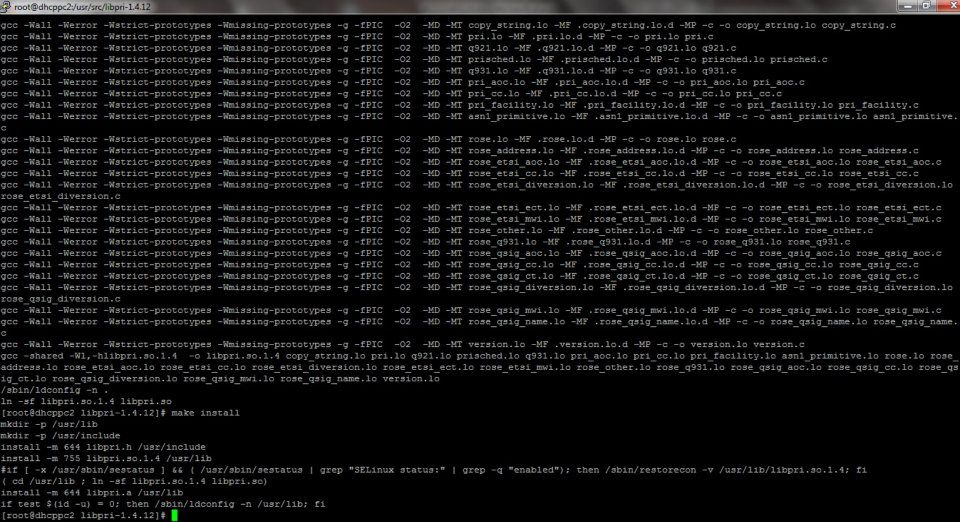 root@dhcppc2:/usr/src/libpri-1.4.12
gcc -Wall -Werror -Wstrict-prototypes -Wmissing-prototypes -g -fPIC  -O2  -MD -MT copy_string.lo -MF .copy_string.lo.d -MP -c -o copy_string.lo copy_string.c
gcc -Wall -Werror -Wstrict-prototypes -Wmissing-prototypes -g -fPIC  -O2  -MD -MT pri.lo -MF .pri.lo.d -MP -c -o pri.lo pri.c
gcc -Wall -Werror -Wstrict-prototypes -Wmissing-prototypes -g -fPIC  -O2  -MD -MT q921.lo -MF .q921.lo.d -MP -c -o q921.lo q921.c
gcc -Wall -Werror -Wstrict-prototypes -Wmissing-prototypes -g -fPIC  -O2  -MD -MT prisched.lo -MF .prisched.lo.d -MP -c -o prisched.lo prisched.c
gcc -Wall -Werror -Wstrict-prototypes -Wmissing-prototypes -g -fPIC  -O2  -MD -MT q931.lo -MF .q931.lo.d -MP -c -o q931.lo q931.c
gcc -Wall -Werror -Wstrict-prototypes -Wmissing-prototypes -g -fPIC  -O2  -MD -MT pri_aoc.lo -MF .pri_aoc.lo.d -MP -c -o pri_aoc.lo pri_aoc.c
gcc -Wall -Werror -Wstrict-prototypes -Wmissing-prototypes -g -fPIC  -O2  -MD -MT pri_cc.lo -MF .pri_cc.lo.d -MP -c -o pri_cc.lo pri_cc.c
gcc -Wall -Werror -Wstrict-prototypes -Wmissing-prototypes -g -fPIC  -O2  -MD -MT pri_facility.lo -MF .pri_facility.lo.d -MP -c -o pri_facility.lo pri_facility.c
gcc -Wall -Werror -Wstrict-prototypes -Wmissing-prototypes -g -fPIC  -O2  -MD -MT asn1_primitive.lo -MF .asn1_primitive.lo.d -MP -c -o asn1_primitive.lo asn1_primitive.
c
gcc -Wall -Werror -Wstrict-prototypes -Wmissing-prototypes -g -fPIC  -O2  -MD -MT rose.lo -MF .rose.lo.d -MP -c -o rose.lo rose.c
gcc -Wall -Werror -Wstrict-prototypes -Wmissing-prototypes -g -fPIC  -O2  -MD -MT rose_address.lo -MF .rose_address.lo.d -MP -c -o rose_address.lo rose_address.c
gcc -Wall -Werror -Wstrict-prototypes -Wmissing-prototypes -g -fPIC  -O2  -MD -MT rose_etsi_aoc.lo -MF .rose_etsi_aoc.lo.d -MP -c -o rose_etsi_aoc.lo rose_etsi_aoc.c
gcc -Wall -Werror -Wstrict-prototypes -Wmissing-prototypes -g -fPIC  -O2  -MD -MT rose_etsi_cc.lo -MF .rose_etsi_cc.lo.d -MP -c -o rose_etsi_cc.lo rose_etsi_cc.c
gcc -Wall -Werror -Wstrict-prototypes -Wmissing-prototypes -g -fPIC  -O2  -MD -MT rose_etsi_diversion.lo -MF .rose_etsi_diversion.lo.d -MP -c -o rose_etsi_diversion.lo
rose_etsi_diversion.c
gcc -Wall -Werror -Wstrict-prototypes -Wmissing-prototypes -g -fPIC  -O2  -MD -MT rose_etsi_ect.lo -MF .rose_etsi_ect.lo.d -MP -c -o rose_etsi_ect.lo rose_etsi_ect.c
gcc -Wall -Werror -Wstrict-prototypes -Wmissing-prototypes -g -fPIC  -O2  -MD -MT rose_etsi_mwi.lo -MF .rose_etsi_mwi.lo.d -MP -c -o rose_etsi_mwi.lo rose_etsi_mwi.c
gcc -Wall -Werror -Wstrict-prototypes -Wmissing-prototypes -g -fPIC  -O2  -MD -MT rose_other.lo -MF .rose_other.lo.d -MP -c -o rose_other.lo rose_other.c
gcc -Wall -Werror -Wstrict-prototypes -Wmissing-prototypes -g -fPIC  -O2  -MD -MT rose_q931.lo -MF .rose_q931.lo.d -MP -c -o rose_q931.lo rose_q931.c
gcc -Wall -Werror -Wstrict-prototypes -Wmissing-prototypes -g -fPIC  -O2  -MD -MT rose_qsig_aoc.lo -MF .rose_qsig_aoc.lo.d -MP -c -o rose_qsig_aoc.lo rose_qsig_aoc.c
gcc -Wall -Werror -Wstrict-prototypes -Wmissing-prototypes -g -fPIC  -O2  -MD -MT rose_qsig_cc.lo -MF .rose_qsig_cc.lo.d -MP -c -o rose_qsig_cc.lo rose_qsig_cc.c
gcc -Wall -Werror -Wstrict-prototypes -Wmissing-prototypes -g -fPIC  -O2  -MD -MT rose_qsig_ct.lo -MF .rose_qsig_ct.lo.d -MP -c -o rose_qsig_ct.lo rose_qsig_ct.c
gcc -Wall -Werror -Wstrict-prototypes -Wmissing-prototypes -g -fPIC  -O2  -MD -MT rose_qsig_diversion.lo -MF .rose_qsig_diversion.lo.d -MP -c -o rose_qsig_diversion.lo
rose_qsig_diversion.c
gcc -Wall -Werror -Wstrict-prototypes -Wmissing-prototypes -g -fPIC  -O2  -MD -MT rose_qsig_mwi.lo -MF .rose_qsig_mwi.lo.d -MP -c -o rose_qsig_mwi.lo rose_qsig_mwi.c
gcc -Wall -Werror -Wstrict-prototypes -Wmissing-prototypes -g -fPIC  -O2  -MD -MT rose_qsig_name.lo -MF .rose_qsig_name.lo.d -MP -c -o rose_qsig_name.lo rose_qsig_name.
c
gcc -Wall -Werror -Wstrict-prototypes -Wmissing-prototypes -g -fPIC  -O2  -MD -MT version.lo -MF .version.lo.d -MP -c -o version.lo version.c
gcc -shared -Wl,-hlibpri.so.1.4  -o libpri.so.1.4 copy_string.lo pri.lo q921.lo prisched.lo q931.lo pri_aoc.lo pri_cc.lo pri_facility.lo asn1_primitive.lo rose.lo rose_
address.lo rose_etsi_aoc.lo rose_etsi_cc.lo rose_etsi_diversion.lo rose_etsi_ect.lo rose_etsi_mwi.lo rose_other.lo rose_q931.lo rose_qsig_aoc.lo rose_qsig_cc.lo rose_qs
ig_ct.lo rose_qsig_diversion.lo rose_qsig_mwi.lo rose_qsig_name.lo version.lo
/sbin/ldconfig -n .
ln -sf libpri.so.1.4 libpri.so
[root@dhcppc2 libpri-1.4.12]# make install
mkdir -p /usr/lib
mkdir -p /usr/include
install -m 644 libpri.h /usr/include
install -m 755 libpri.so.1.4 /usr/lib
#if [ -x /usr/sbin/sestatus ] && ( /usr/sbin/sestatus | grep "SELinux status:" | grep -q "enabled"); then /sbin/restorecon -v /usr/lib/libpri.so.1.4; fi
( cd /usr/lib ; ln -sf libpri.so.1.4 libpri.so)
install -m 644 libpri.a /usr/lib
if test $(id -u) = 0; then /sbin/ldconfig -n /usr/lib; fi
[root@dhcppc2 libpri-1.4.12]#